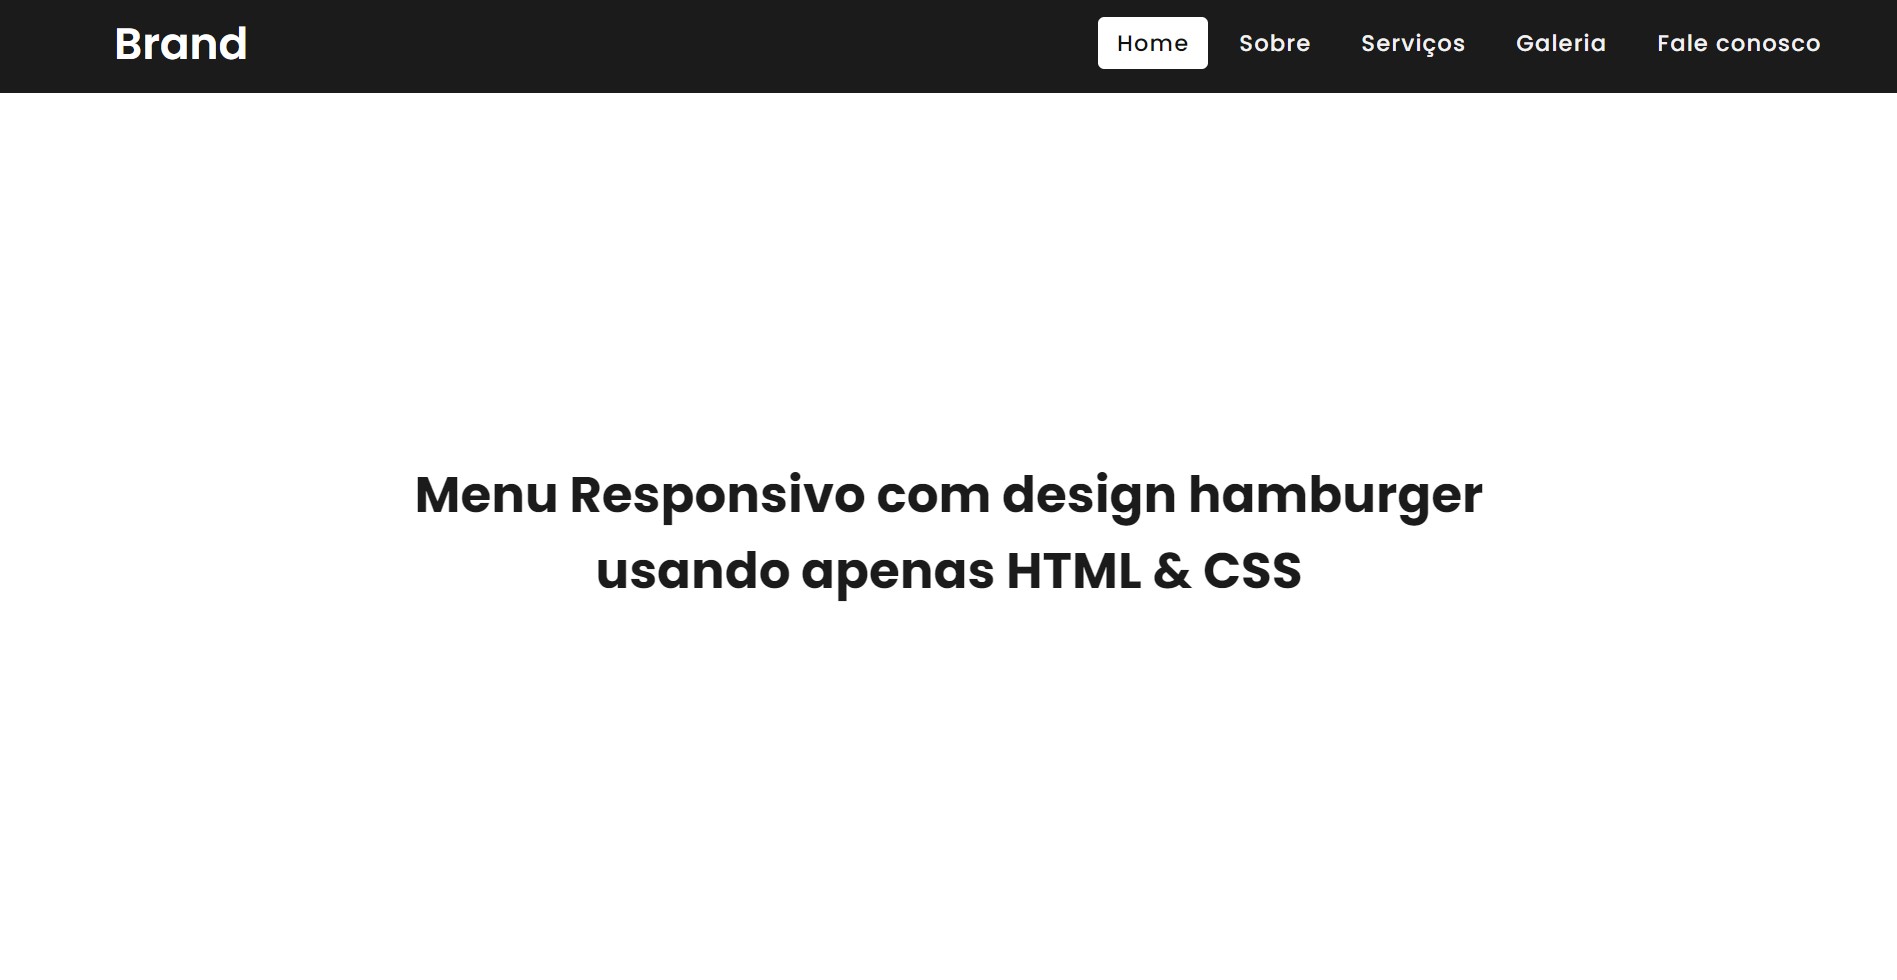 Brand
Home Sobre Serviços Galeria Fale conosco
Menu Responsivo com design hamburger
usando apenas HTML & CSS